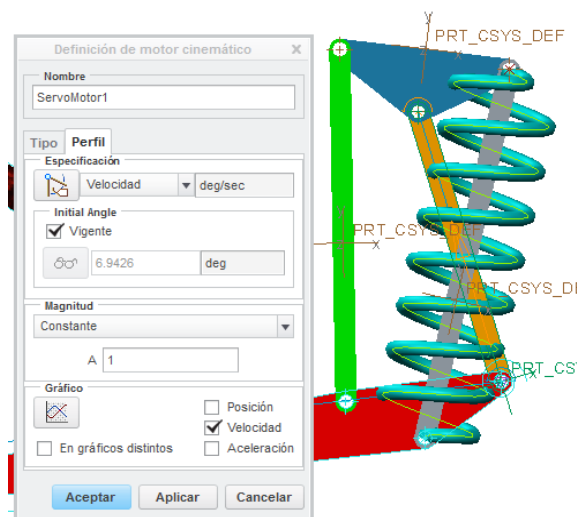 Definición de motor cinemático
Nombre
ServoMotor1
Tipo Perfil
Especificación
Velocidad deg/sec
Initial Angle
Vigente
6.9426 deg
Magnitud
Constante
A 1
Gráfico
Posición
Velocidad
En gráficos distintos Aceleración
Aceptar Aplicar Cancelar
Y
PRT_CSYS_DEF
X
PRT_CSYS_DEF
X
PRT_CSYS_DE
PRT_CSY
X